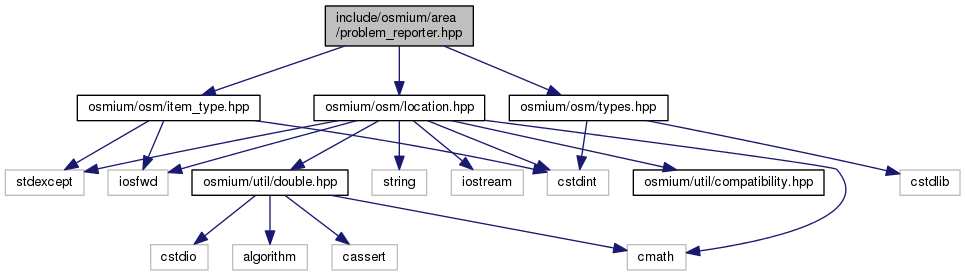 include/osmium/area
/problem_reporter.hpp
osmium/osm/item_type.hpp
osmium/osm/location.hpp
osmium/osm/types.hpp
stdexcept
iosfwd
osmium/util/double.hpp
string
iostream
cstdint
osmium/util/compatibility.hpp
cstdlib
cstdio
algorithm
cassert
cmath